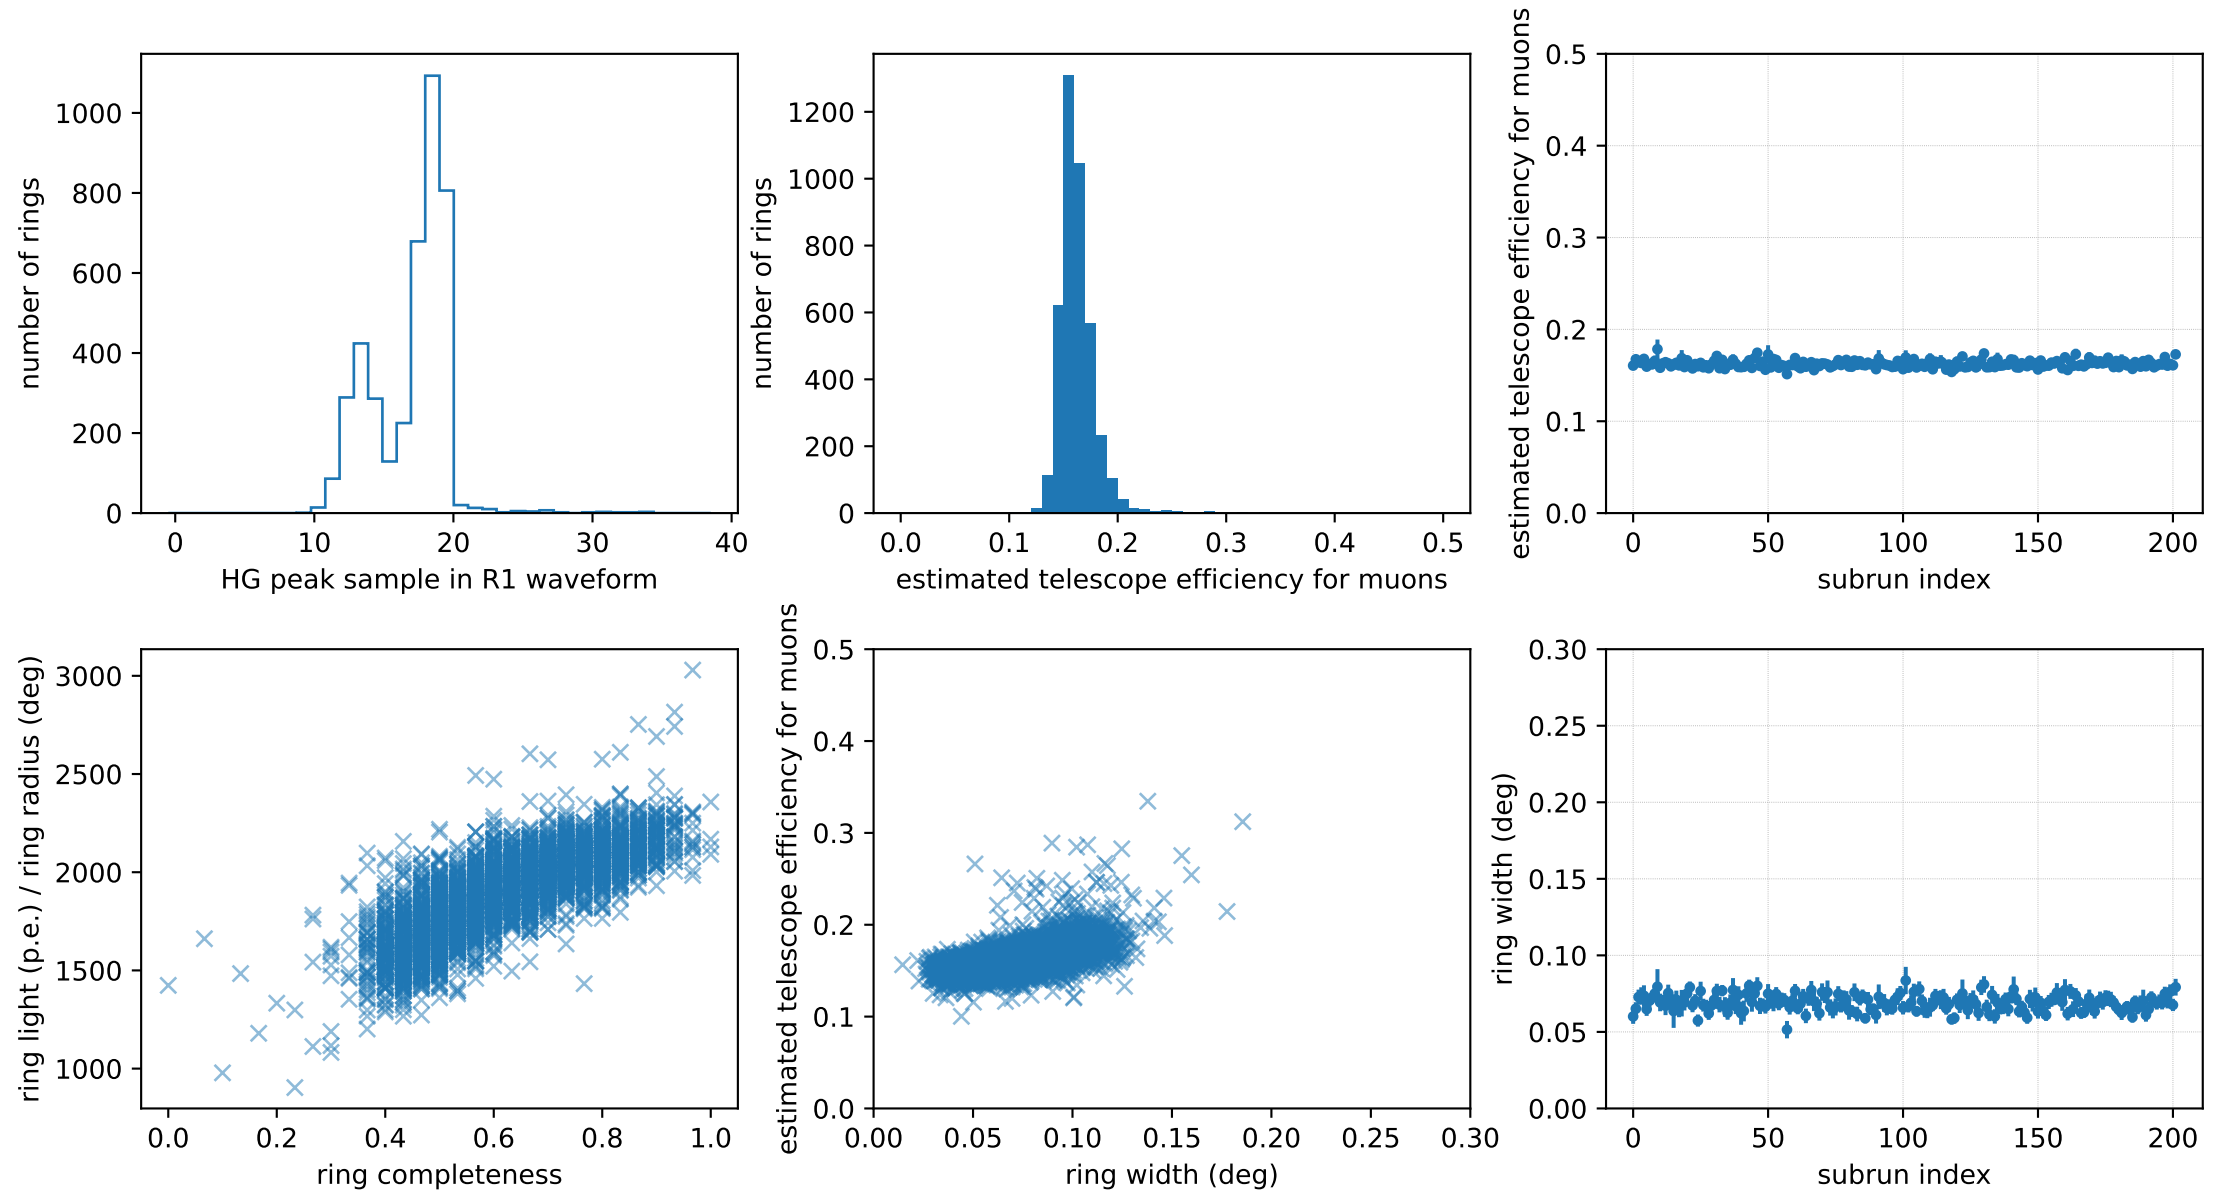 number of rings
1000
800
600
400
200
0
0 10 20 30 40
HG peak sample in R1 waveform
number of rings
1200
1000
800
600
400
200
0
0.0 0.1 0.2 0.3 0.4 0.5
estimated telescope efficiency for muons
estimated telescope efficiency for muons
0.5
0.4
0.3
0.2
0.1
0.0
0 50 100 150 200
subrun index
ring light (p.e.) / ring radius (deg)
3000
2500
2000
1500
1000
0.0 0.2 0.4 0.6 0.8 1.0
ring completeness
estimated telescope efficiency for muons
0.5
0.4
0.3
0.2
0.1
0.0
0.00 0.05 0.10 0.15 0.20 0.25 0.30
ring width (deg)
ring width (deg)
0.30
0.25
0.20
0.15
0.10
0.05
0.00
0 50 100 150 200
subrun index